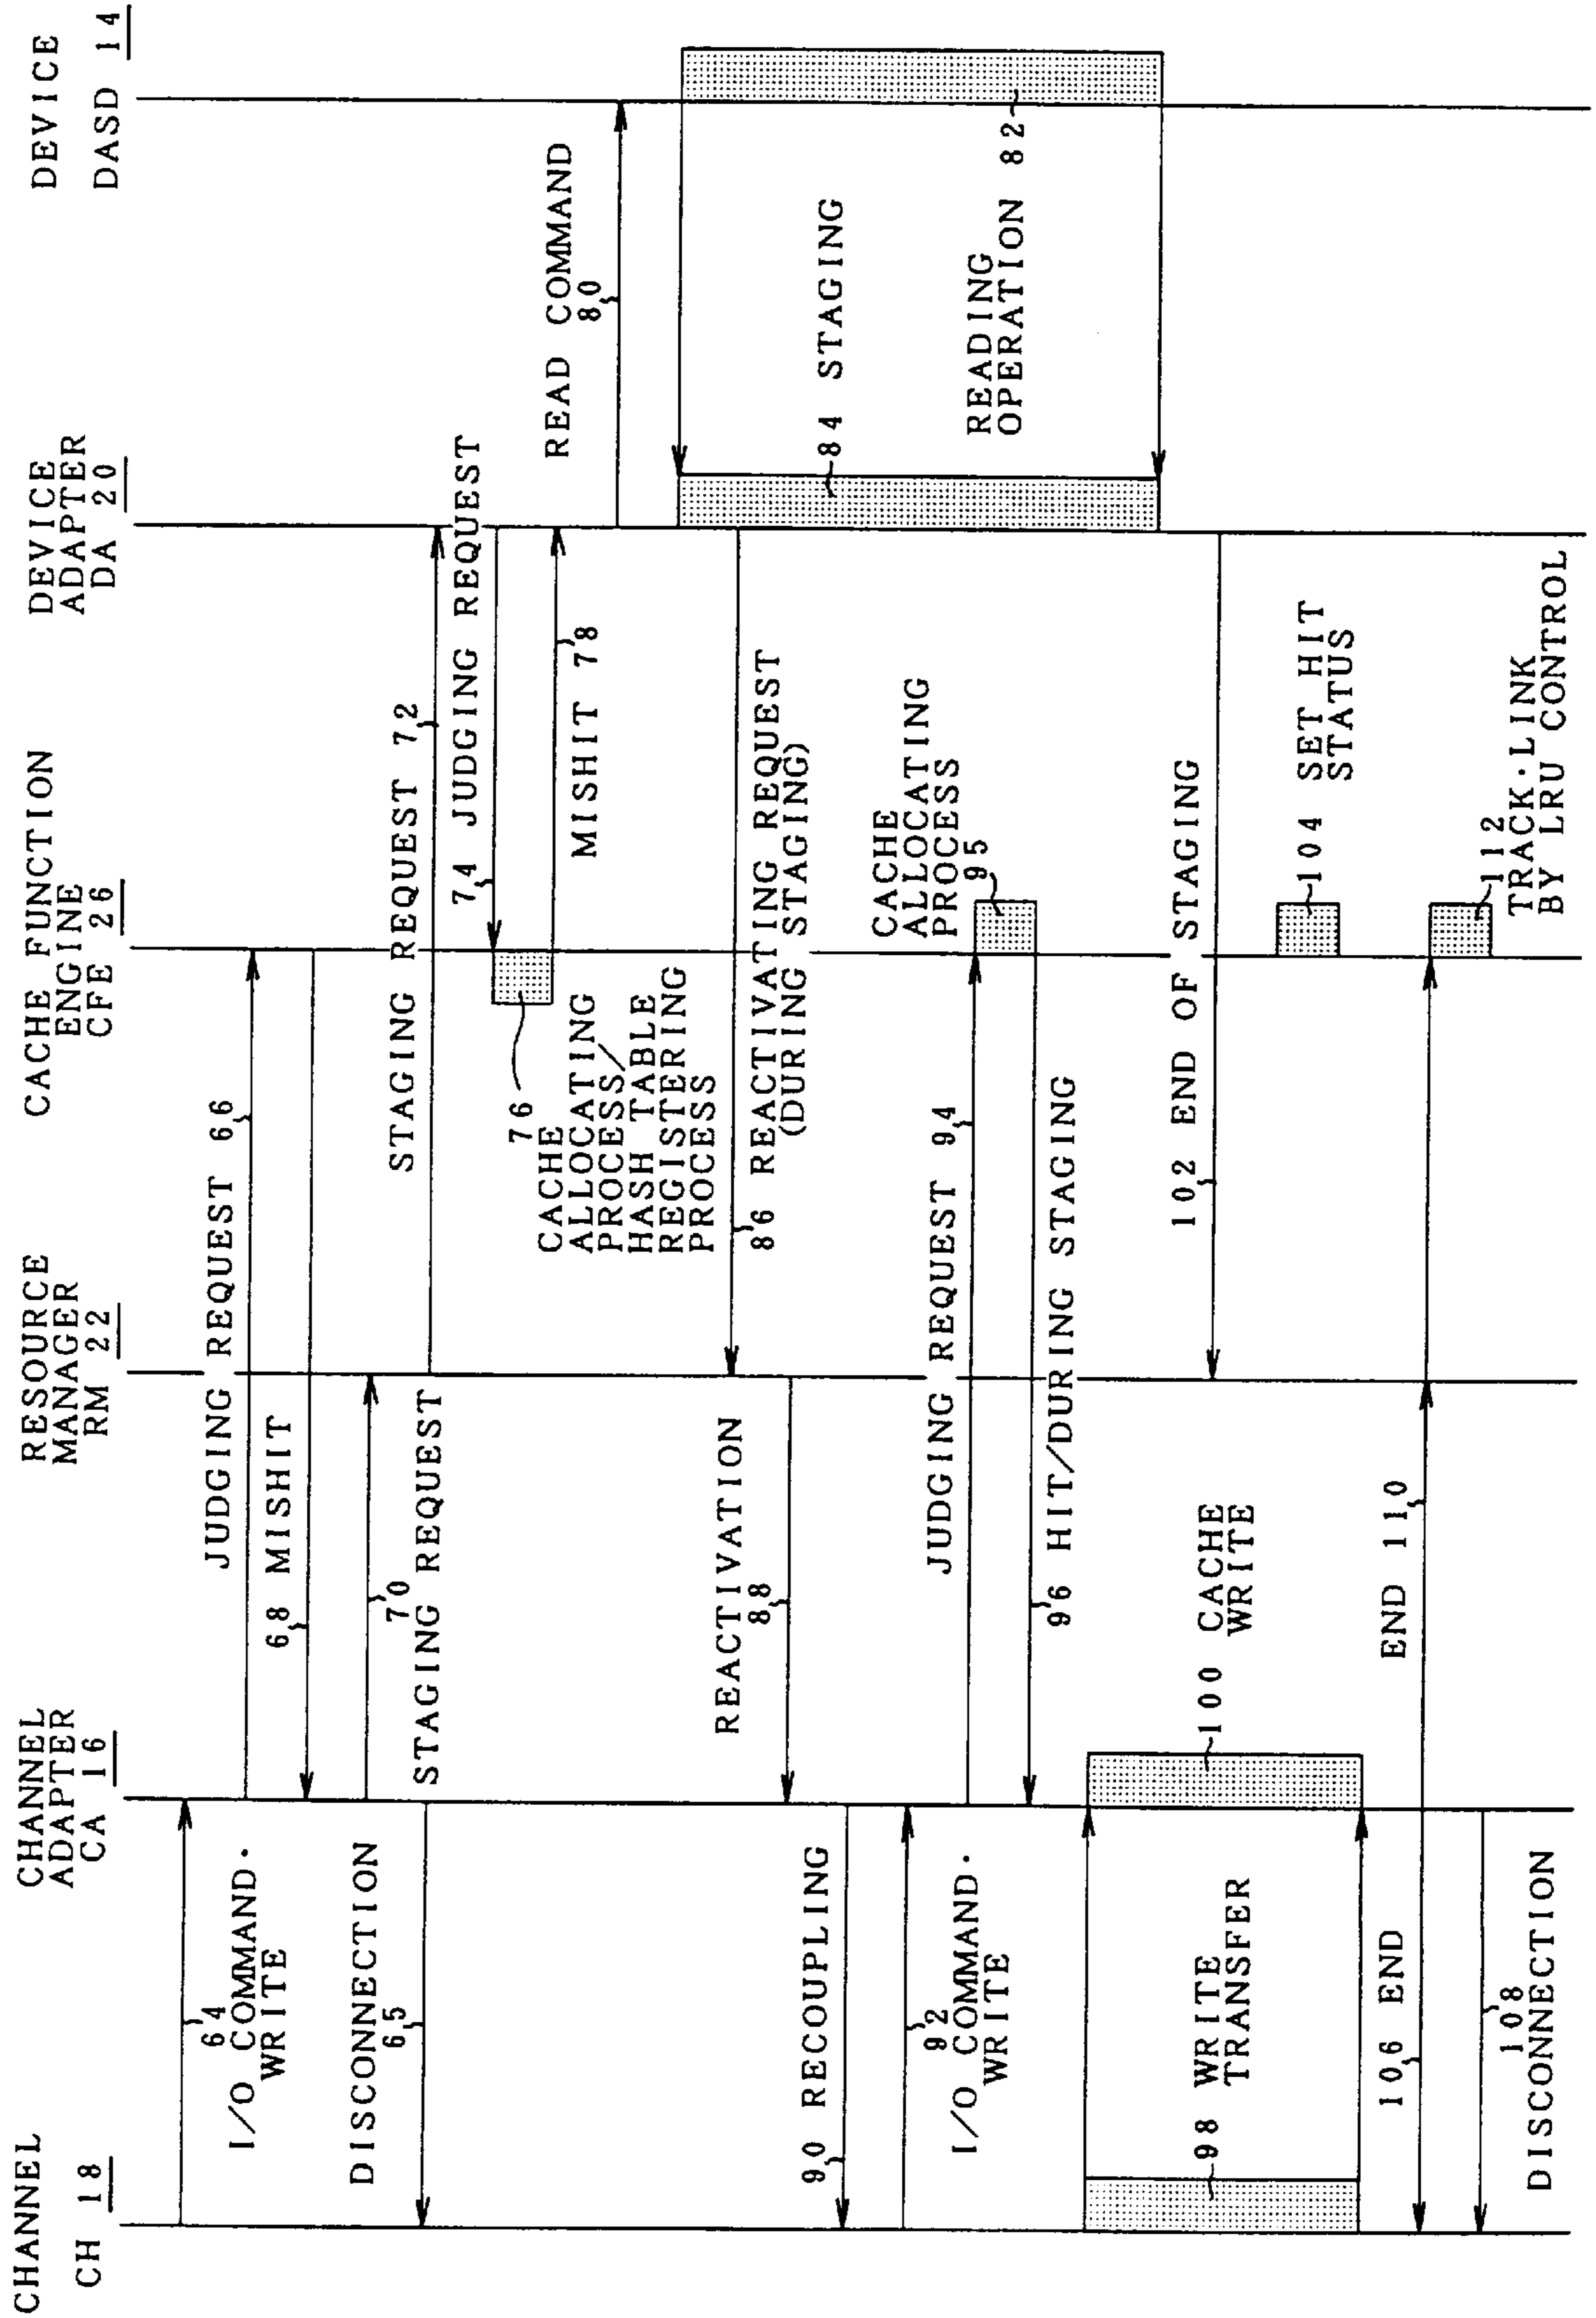 CHANNEL
CH 18
CHANNEL
ADAPTER
CA 16
RESOURCE
MANAGER
RM 22
CACHE FUNCTION
ENGINE
CFE 26
DEVICE
ADAPTER
DA 20
DEVICE
DASD 14
64
I/O COMMAND·
WRITE
JUDGING REQUEST 66
68 MISHIT
70
STAGING REQUEST
DISCONNECTION
65
STAGING REQUEST 72
74 JUDGING REQUEST
76
CACHE
ALLOCATING
PROCESS/
HASH TABLE
REGISTERING
PROCESS
MISHIT 78
READ COMMAND
80
84 STAGING
READING
OPERATION 82
86 REACTIVATING REQUEST
(DURING STAGING)
REACTIVATION
88
90 RECOUPLING
92
I/O COMMAND·
WRITE
JUDGING REQUEST 94
CACHE
ALLOCATING
PROCESS
95
96 HIT/DURING STAGING
98 WRITE
TRANSFER
100 CACHE
WRITE
102 END OF STAGING
104 SET HIT
STATUS
106 END
END 110
108
DISCONNECTION
112
TRACK·LINK
BY LRU CONTROL